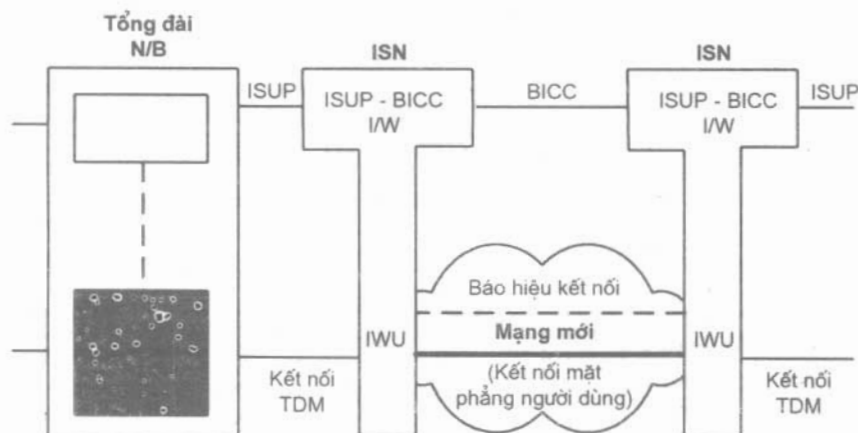 Tổng đài
N/B
ISN
ISN
ISUP
ISUP - BICC
I/W
BICC
ISUP - BICC
I/W
ISUP
Báo hiệu kết nối
IWU
Mạng mới
IWU
Kết nối
TDM
(Kết nối mặt
phẳng người dùng)
Kết nối
TDM